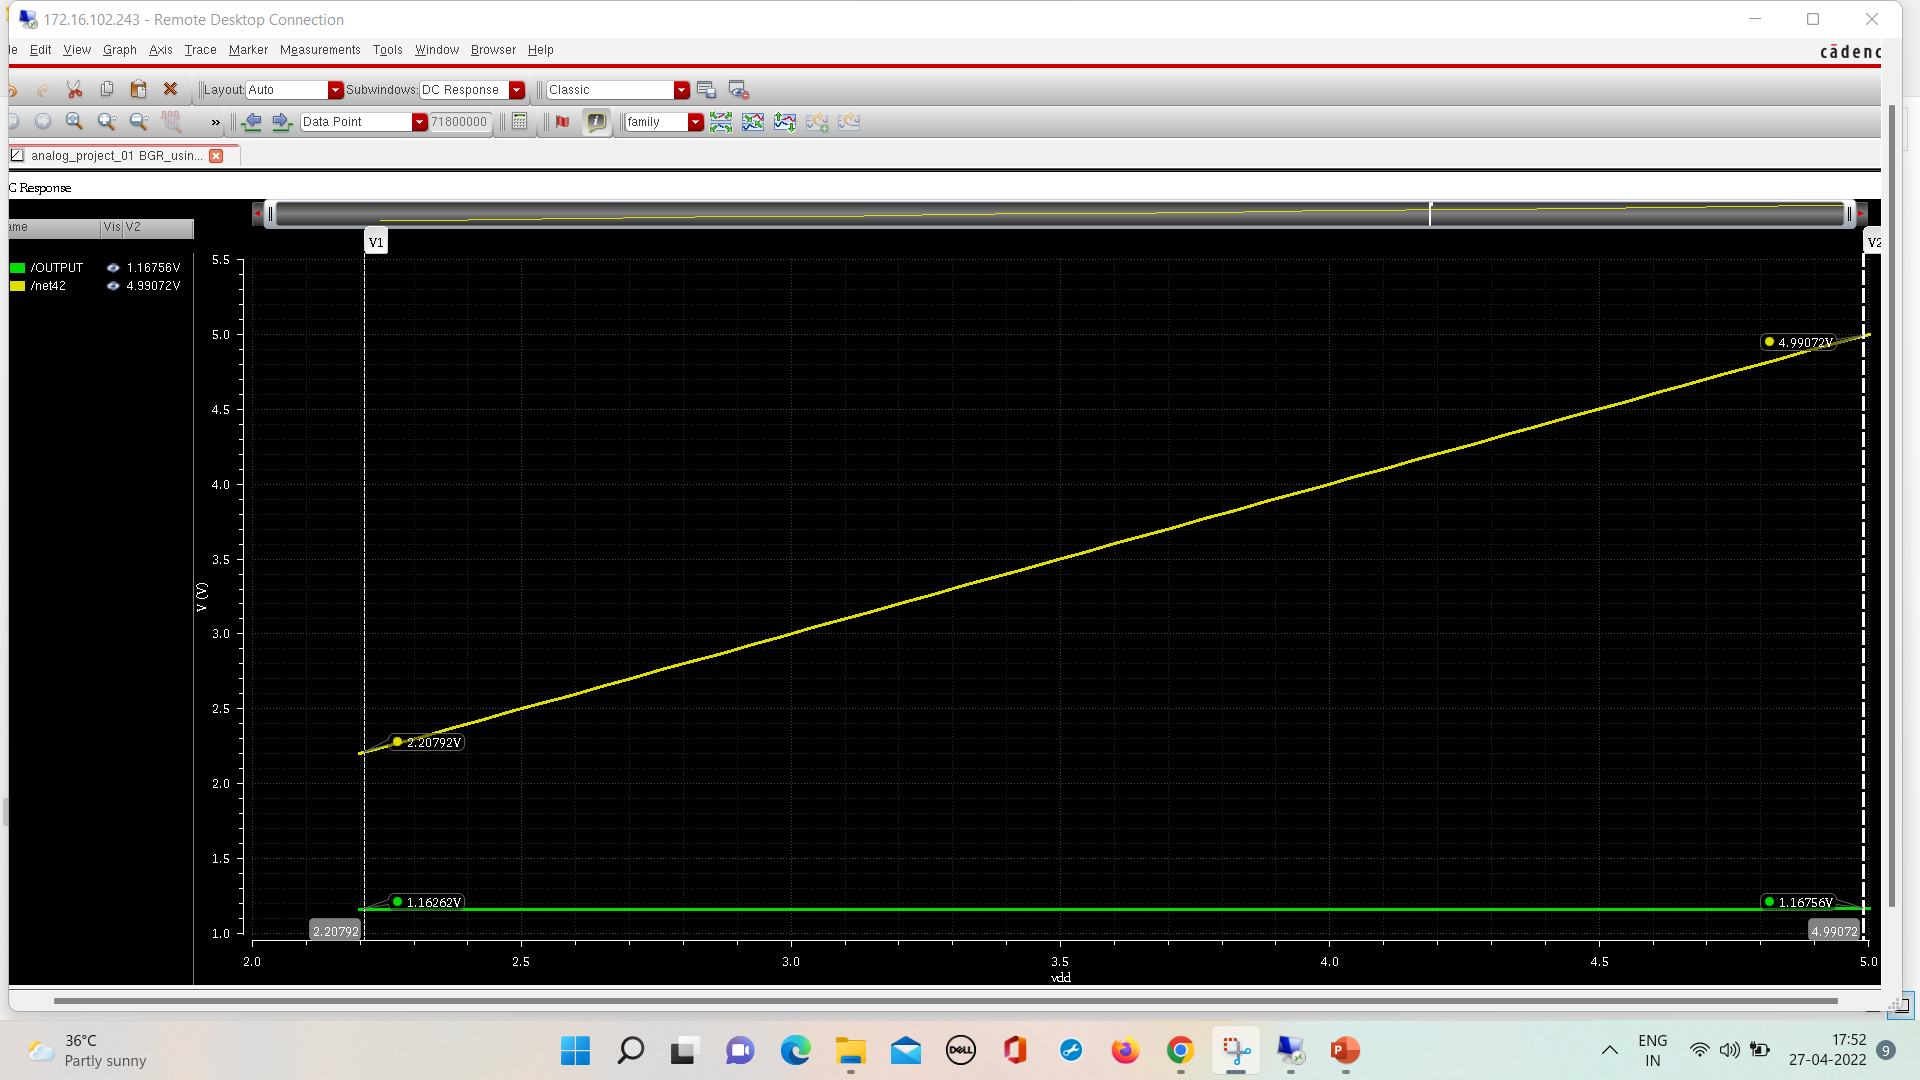 172.16.102.243 - Remote Desktop Connection
le Edit View Graph Axis Trace Marker Measurements Tools Window Browser Help
cādenc
Layout: Auto Subwindows: DC Response Classic
» Data Point 71800000 family
analog_project_01 BGR_usin...
C Response
ame Vis V2
/OUTPUT 1.16756V
/net42 4.99072V
V1
V2
5.5
5.0
4.5
4.0
3.5
3.0
2.5
2.0
1.5
1.0
V (V)
4.99072V
2.20792V
1.16262V
1.16756V
2.20792
4.99072
2.0 2.5 3.0 3.5 4.0 4.5 5.0
vdd
36°C
Partly sunny
DELL
P
ENG
IN
17:52
27-04-2022
9